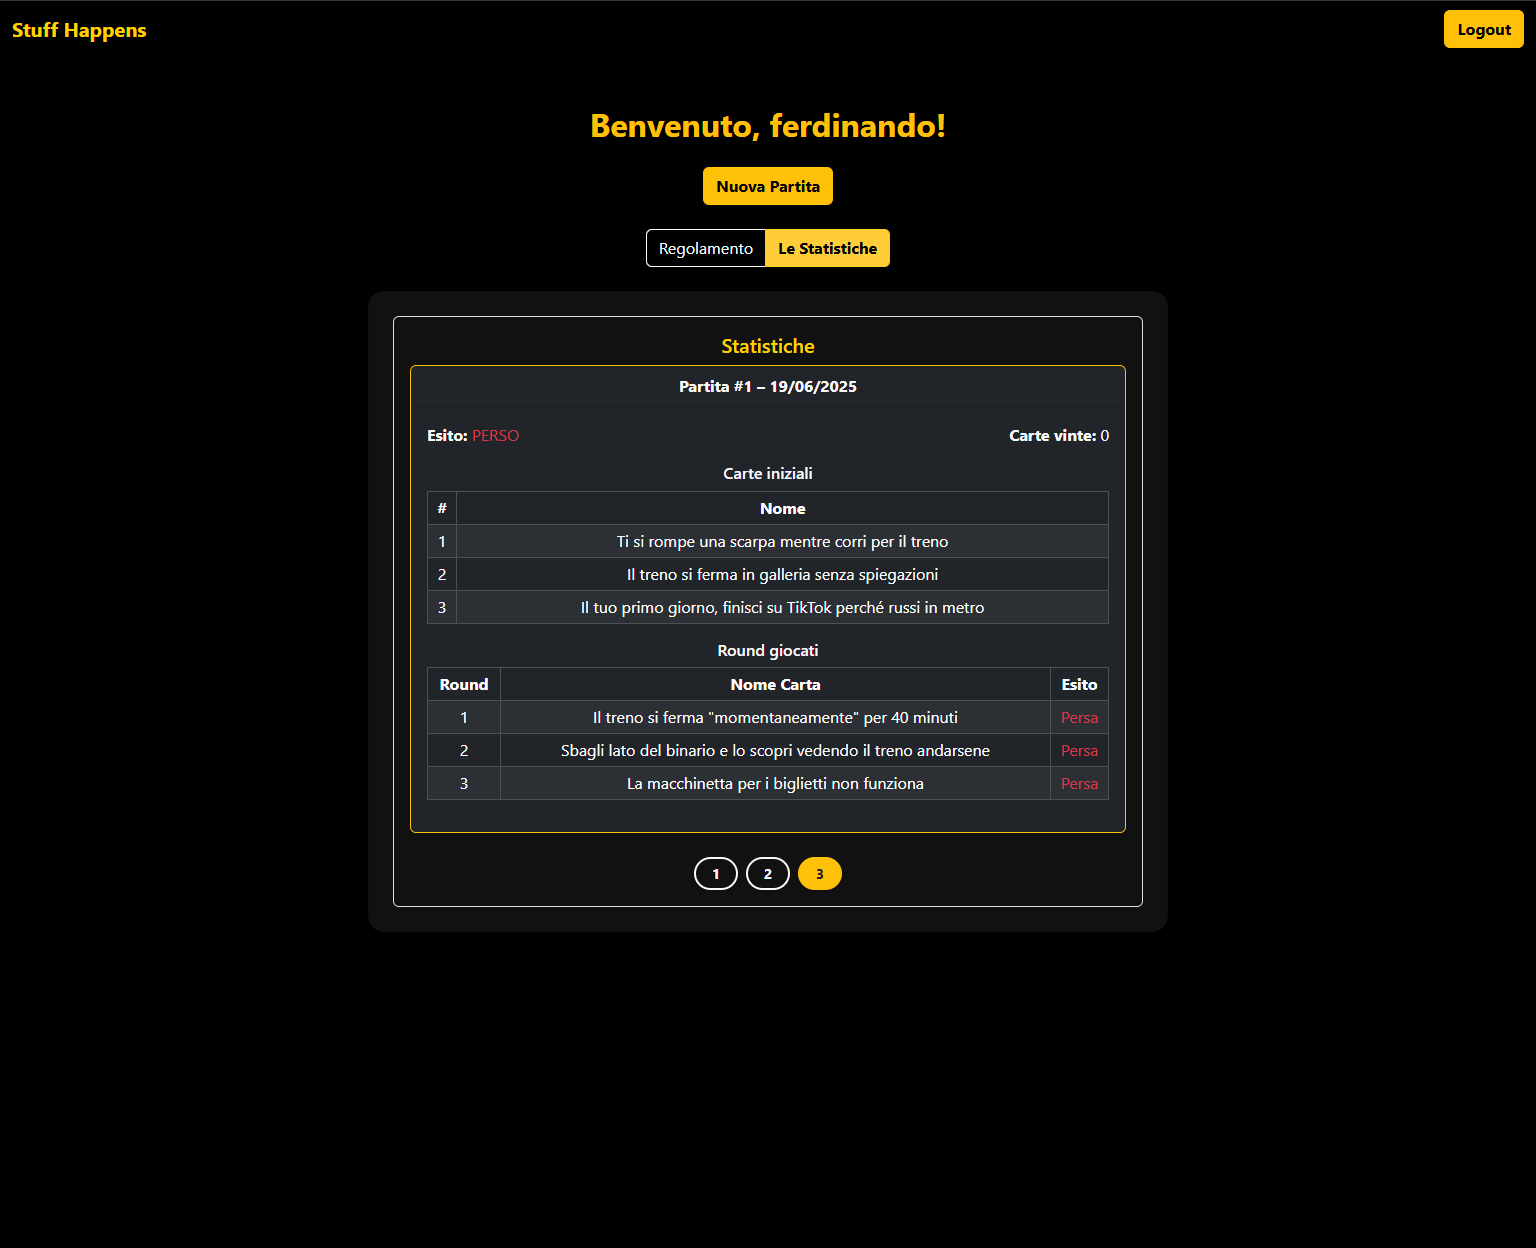 Stuff Happens
Logout
Benvenuto, ferdinando!
Nuova Partita
Regolamento Le Statistiche
Statistiche
Partita #1 – 19/06/2025
Esito: PERSO Carte vinte: 0
Carte iniziali
# Nome
1 Ti si rompe una scarpa mentre corri per il treno
2 Il treno si ferma in galleria senza spiegazioni
3 Il tuo primo giorno, finisci su TikTok perché russi in metro
Round giocati
Round Nome Carta Esito
1 Il treno si ferma "momentaneamente" per 40 minuti Persa
2 Sbagli lato del binario e lo scopri vedendo il treno andarsene Persa
3 La macchinetta per i biglietti non funziona Persa
1 2 3